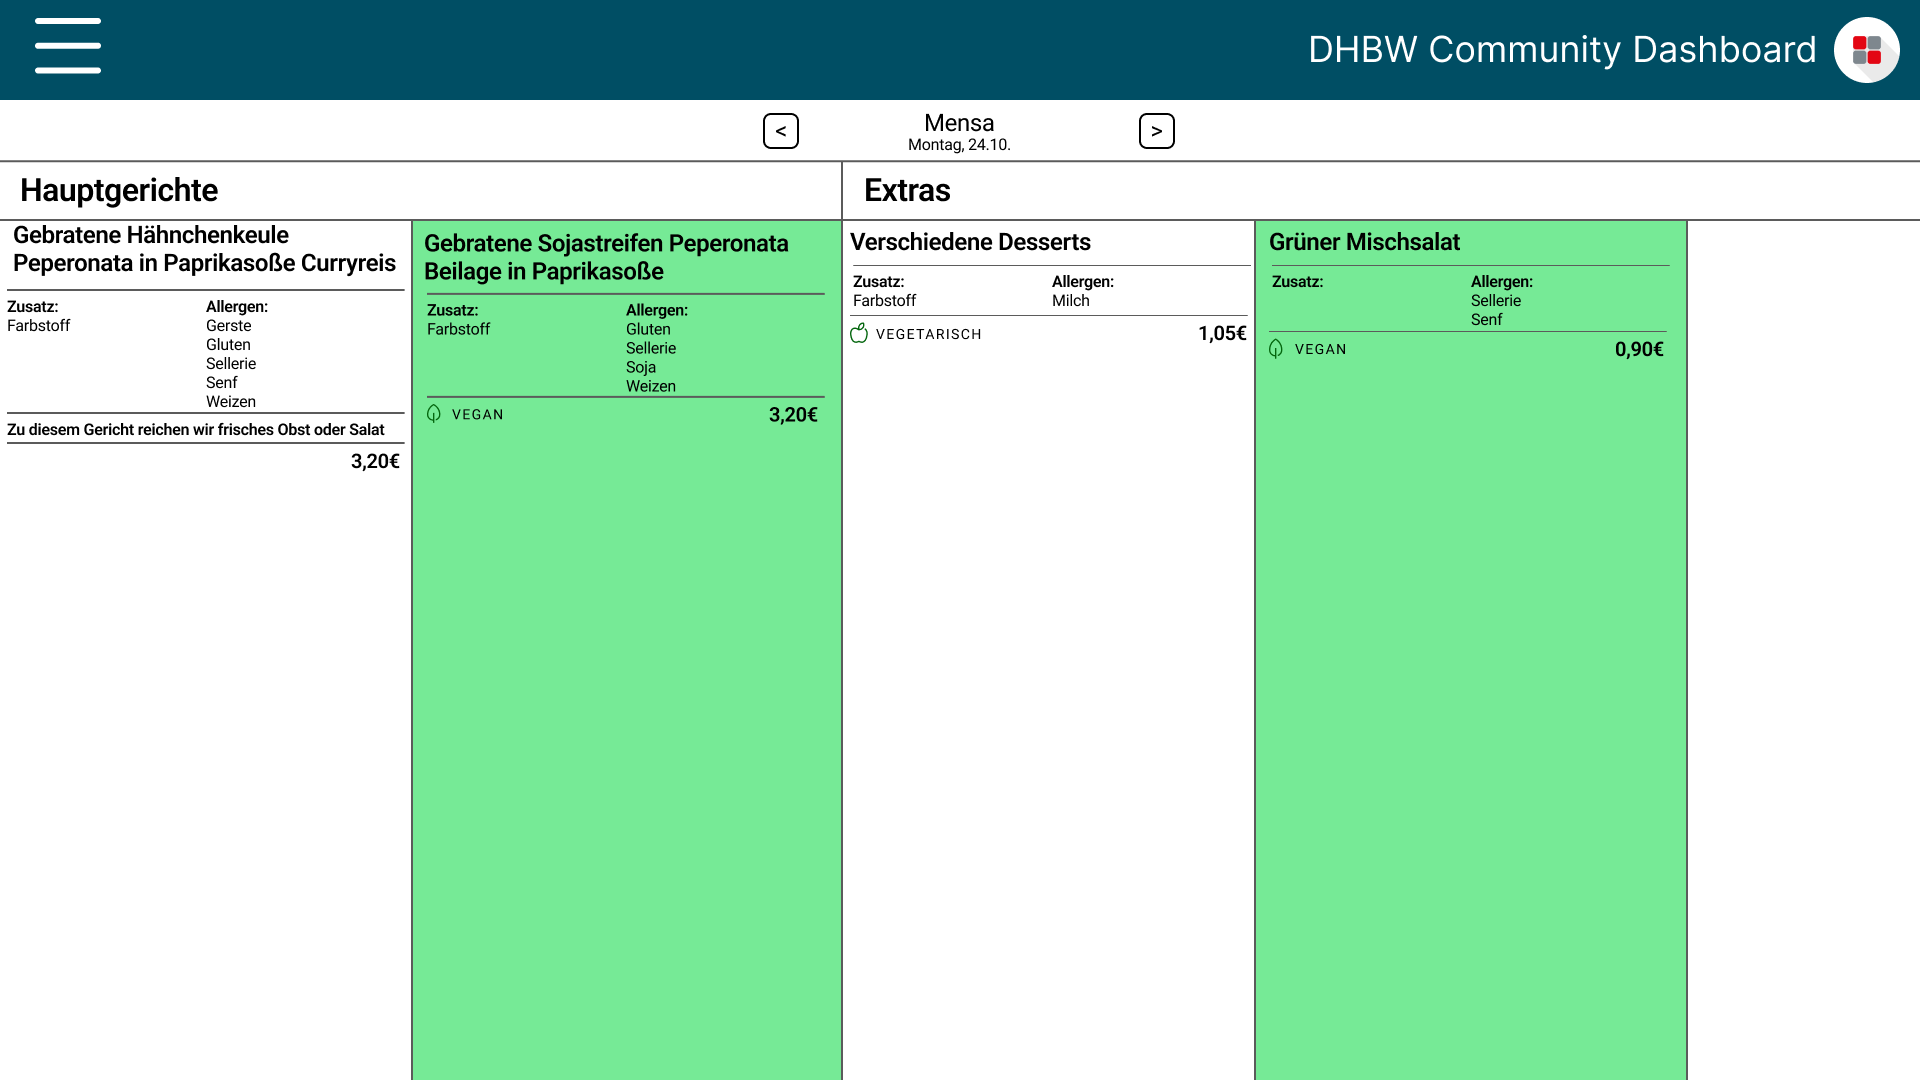 DHBW Community Dashboard
<
Mensa
Montag, 24.10.
>
Hauptgerichte
Gebratene Hähnchenkeule
Peperonata in Paprikasoße Curryreis
Zusatz:
Farbstoff
Allergen:
Gerste
Gluten
Sellerie
Senf
Weizen
Zu diesem Gericht reichen wir frisches Obst oder Salat
3,20€
Gebratene Sojastreifen Peperonata
Beilage in Paprikasoße
Zusatz:
Farbstoff
Allergen:
Gluten
Sellerie
Soja
Weizen
VEGAN
3,20€
Extras
Verschiedene Desserts
Zusatz:
Farbstoff
Allergen:
Milch
VEGETARISCH
1,05€
Grüner Mischsalat
Zusatz:
Allergen:
Sellerie
Senf
VEGAN
0,90€